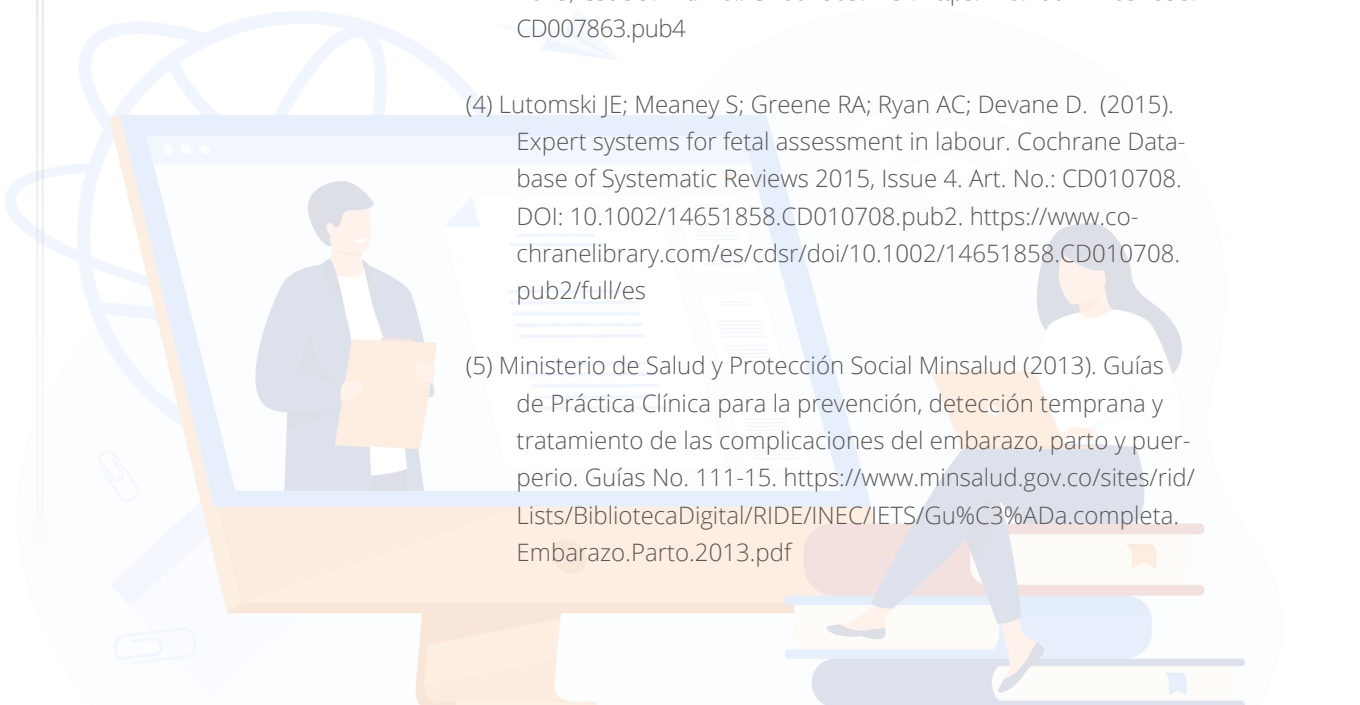 CD007863.pub4
(4) Lutomski JE; Meaney S; Greene RA; Ryan AC; Devane D. (2015).
Expert systems for fetal assessment in labour. Cochrane Data-
base of Systematic Reviews 2015, Issue 4. Art. No.: CD010708.
DOI: 10.1002/14651858.CD010708.pub2. https://www.co-
chranelibrary.com/es/cdsr/doi/10.1002/14651858.CD010708.
pub2/full/es
(5) Ministerio de Salud y Protección Social Minsalud (2013). Guías
de Práctica Clínica para la prevención, detección temprana y
tratamiento de las complicaciones del embarazo, parto y puer-
perio. Guías No. 111-15. https://www.minsalud.gov.co/sites/rid/
Lists/BibliotecaDigital/RIDE/INEC/IETS/Gu%C3%ADa.completa.
Embarazo.Parto.2013.pdf